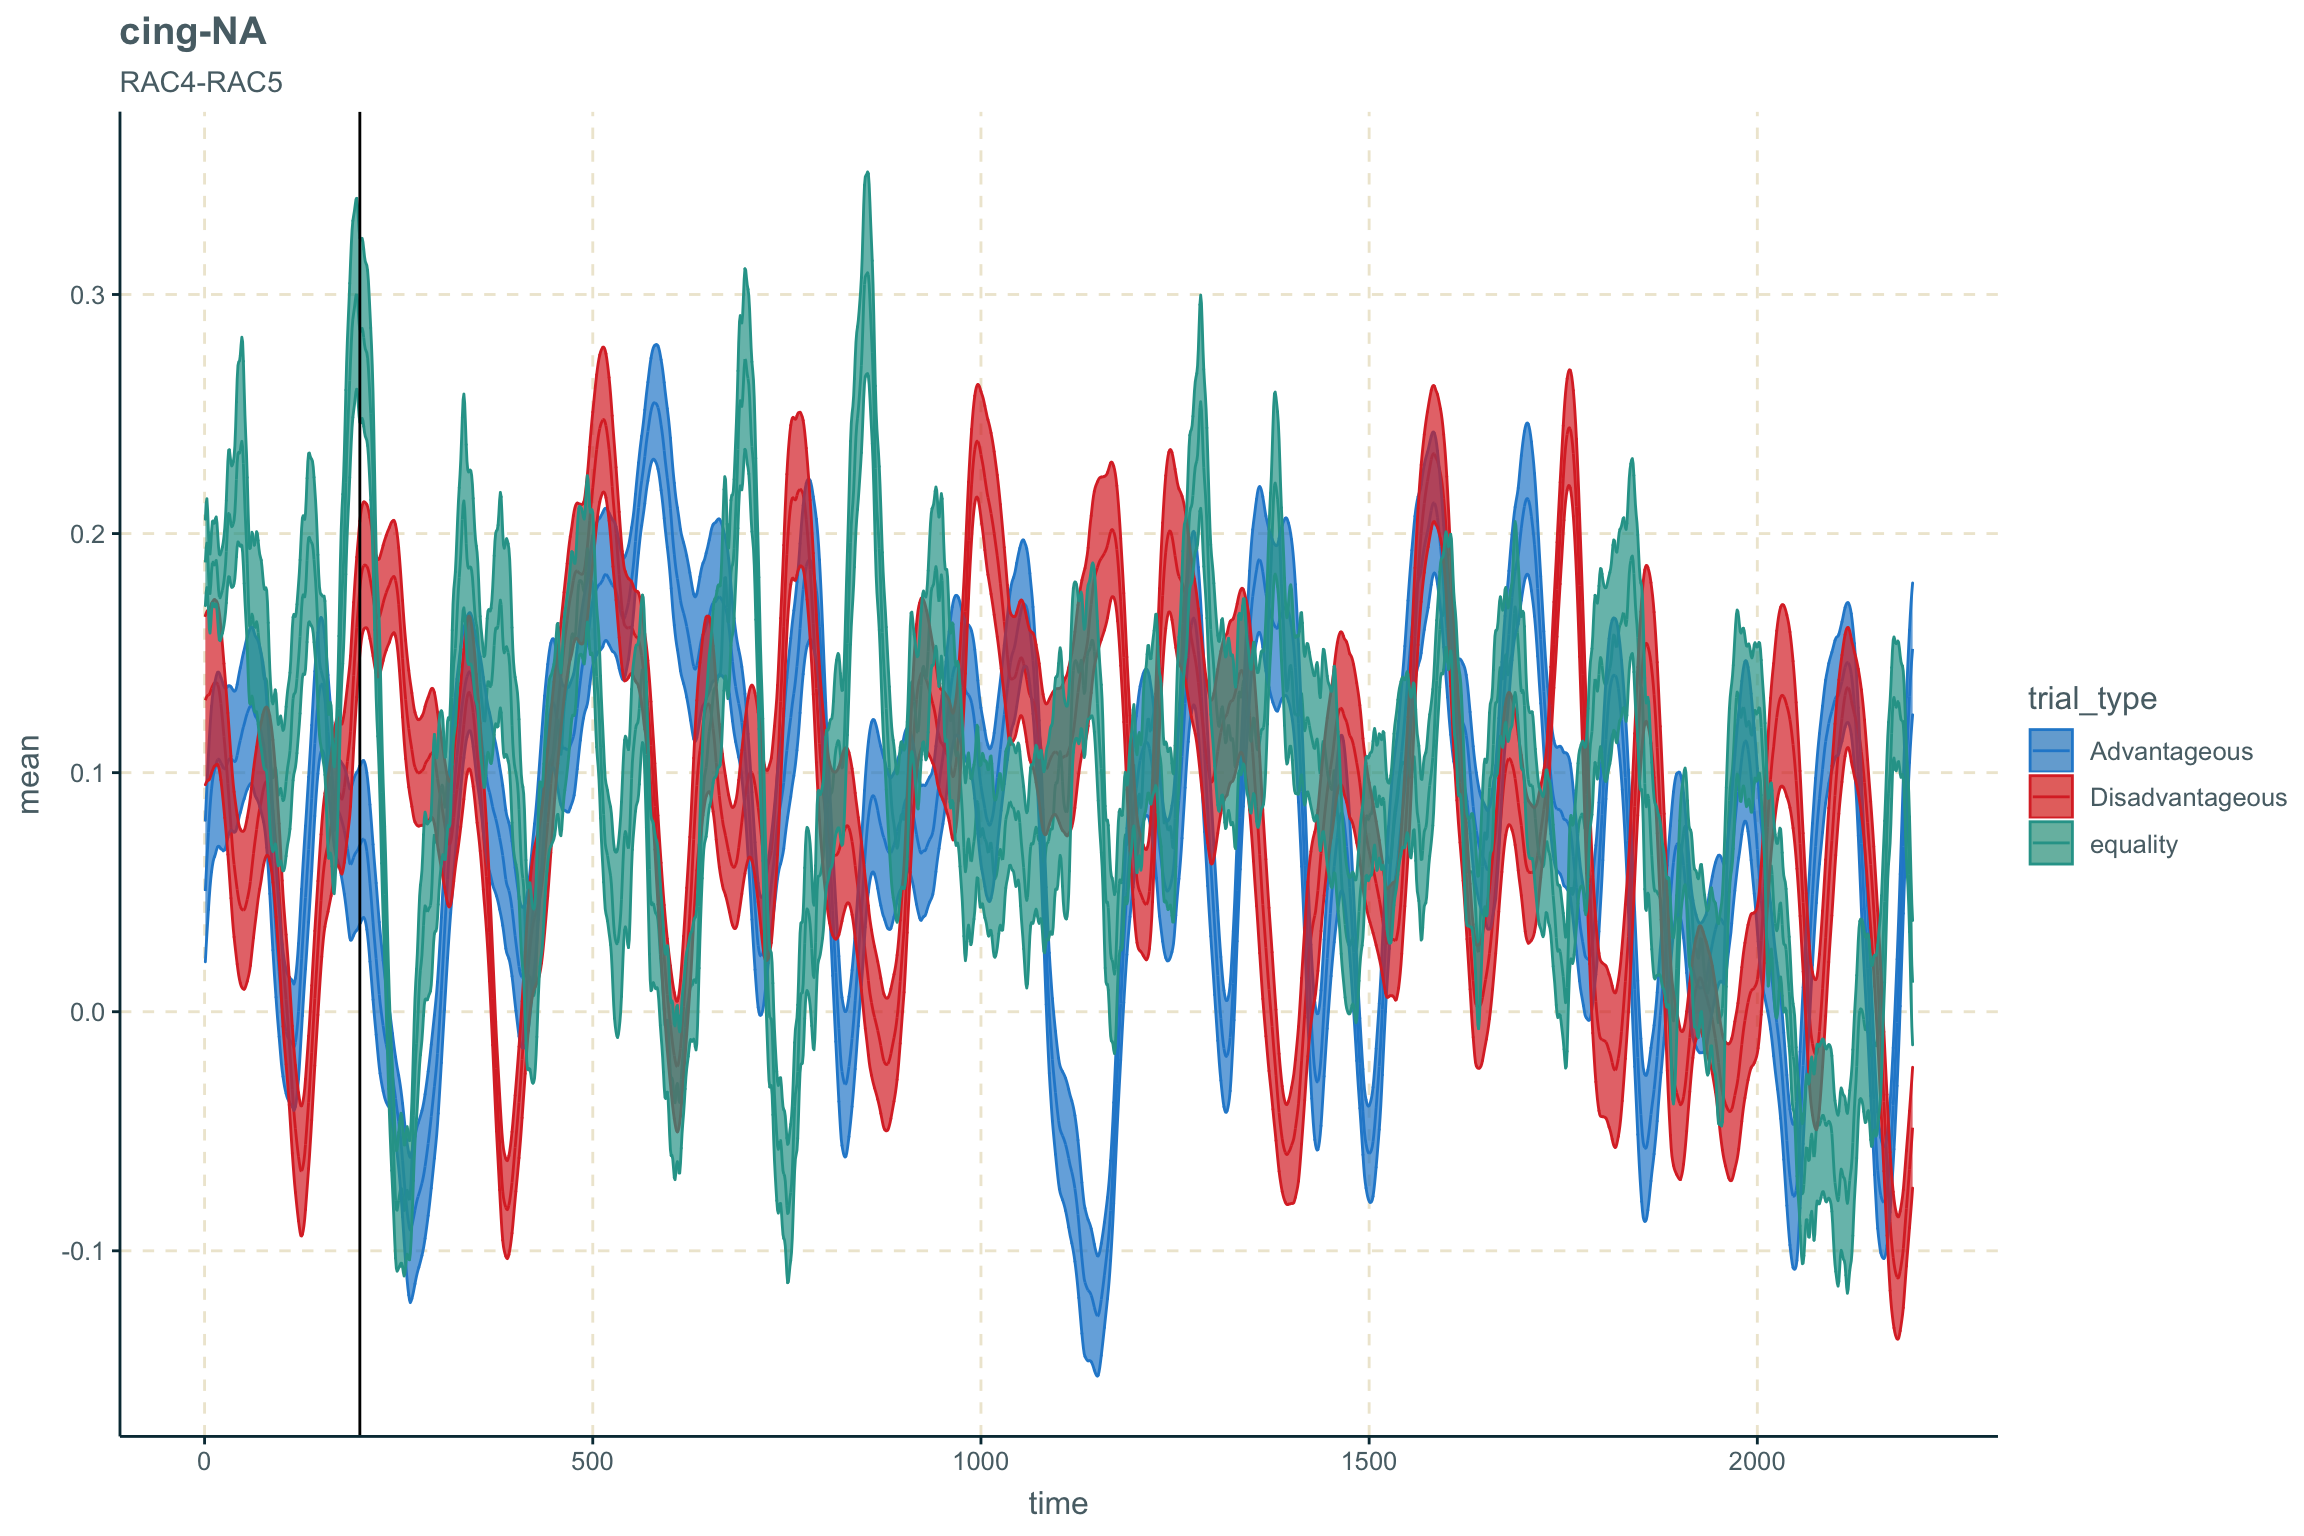 cing-NA
RAC4-RAC5
mean
0.3
0.2
0.1
0.0
-0.1
0
500
1000
1500
2000
time
trial_type
Advantageous
Disadvantageous
equality